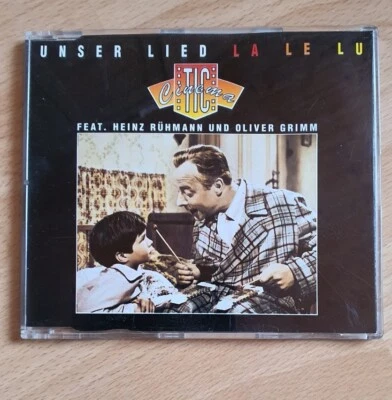 UNSER LIED LA LE LU
TIC
Cinema
FEAT. HEINZ RÜHMANN UND OLIVER GRIMM